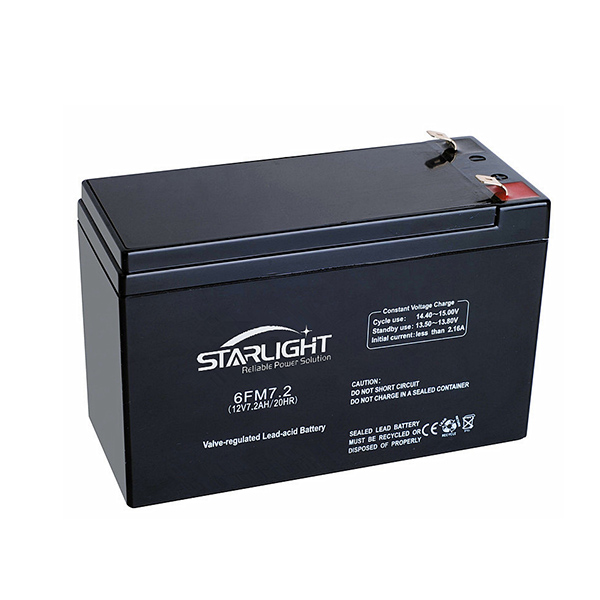 STARLIGHT
Reliable Power Solution
6FM7.2
(12V7.2AH/20HR)
Valve-regulated Lead-acid Battery
Constant Voltage Charge
Cycle use: 14.40~15.00V
Standby use: 13.50~13.80V
Initial current: less than 2.16A
CAUTION:
DO NOT SHORT CIRCUIT
DO NOT CHARGE IN A SEALED CONTAINER
SEALED LEAD BATTERY
MUST BE RECYCLED OR
DISPOSED OF PROPERLY
CE
Pb
RECYCLE